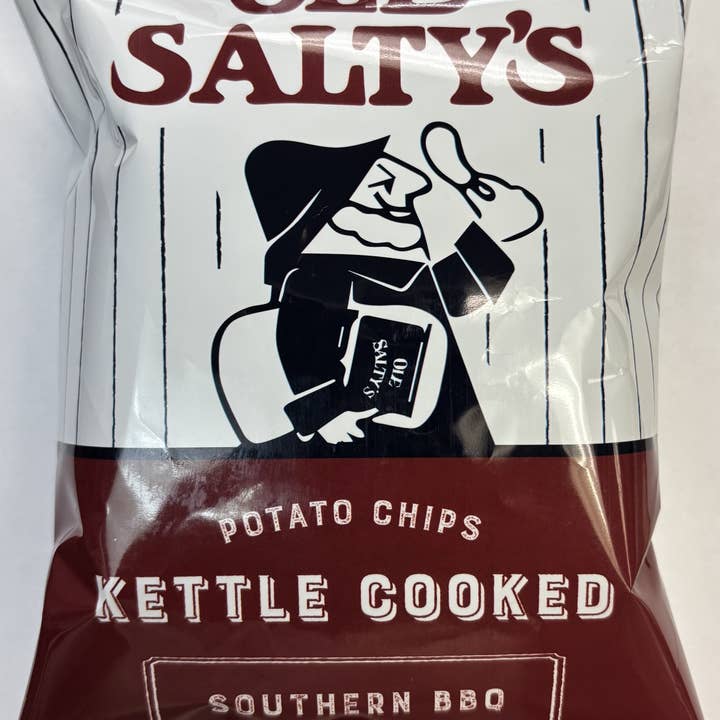 SALTY'S
OLE
SALTY'S
POTATO CHIPS
KETTLE COOKED
SOUTHERN BBQ